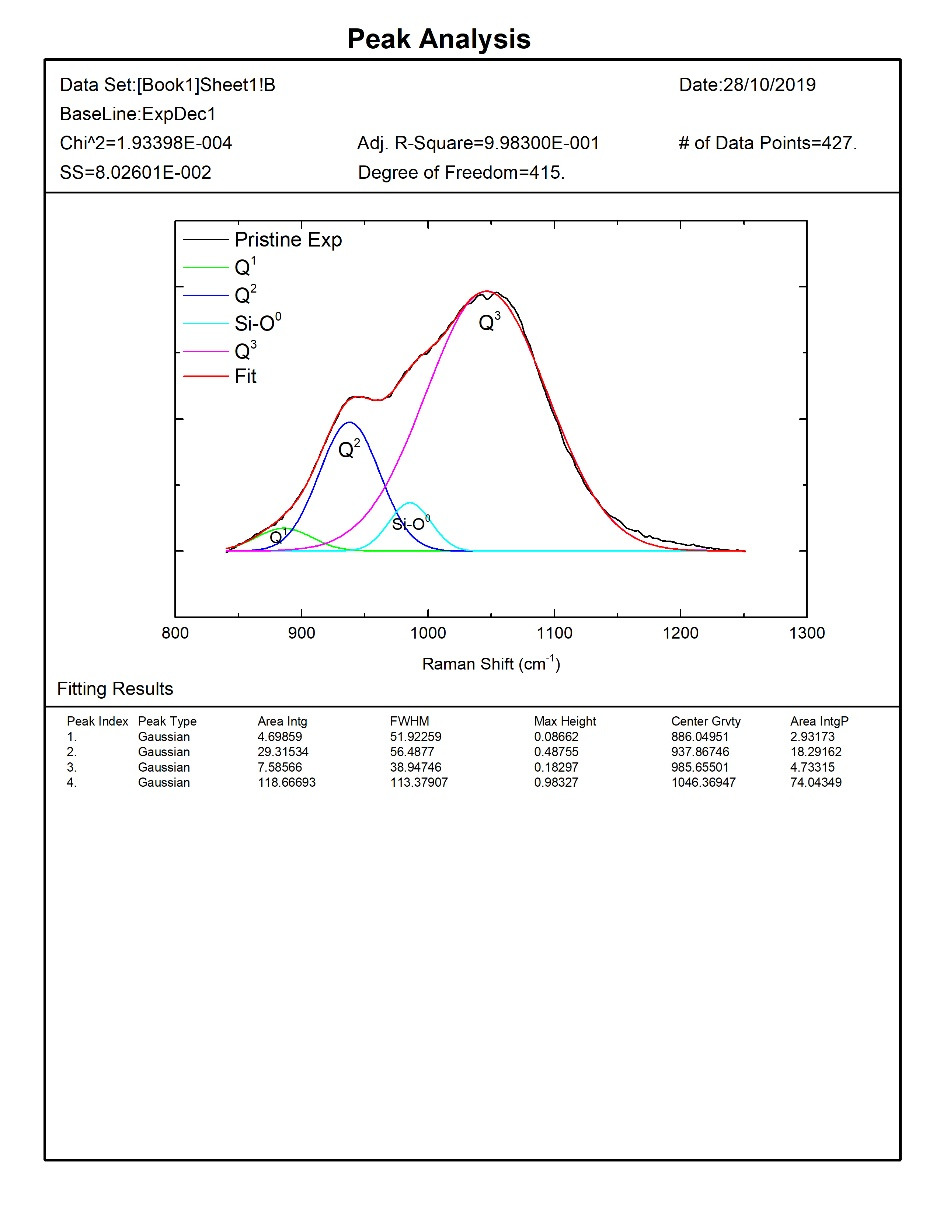 Peak Analysis
Data Set:[Book1]Sheet1!B Date:28/10/2019
BaseLine:ExpDec1
Chi^2=1.93398E-004 Adj. R-Square=9.98300E-001 # of Data Points=427.
SS=8.02601E-002 Degree of Freedom=415.
Pristine Exp
Q¹
Q²
Si-O⁰
Q³
Fit
Q³
Q²
Si-O⁰
Q¹
800 900 1000 1100 1200 1300
Raman Shift (cm⁻¹)
Fitting Results
Peak Index Peak Type Area Intg FWHM Max Height Center Grvty Area IntgP
1. Gaussian 4.69859 51.92259 0.08662 886.04951 2.93173
2. Gaussian 29.31534 56.4877 0.48755 937.86746 18.29162
3. Gaussian 7.58566 38.94746 0.18297 985.65501 4.73315
4. Gaussian 118.66693 113.37907 0.98327 1046.36947 74.04349